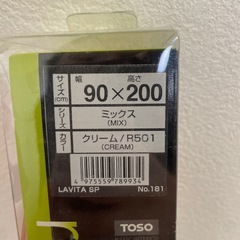 サイズ(cm) 幅 高さ
90×200
シリーズ ミックス
(MIX)
カラー クリーム/R501
(CREAM)
4 975559 789934
LAVITA SP No.181
TOSO